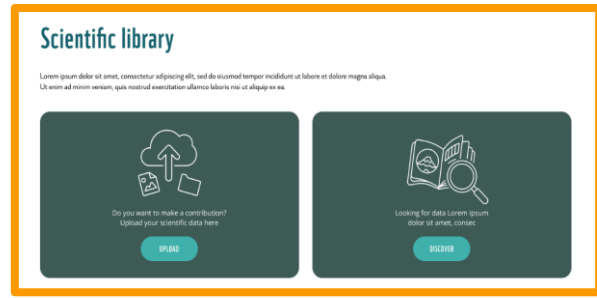 Scientific library
Lorem ipsum dolor sit amet, consectetur adipiscing elit, sed do eiusmod tempor incididunt ut labore et dolore magna aliqua.
Ut enim ad minim veniam, quis nostrud exercitation ullamco laboris nisi ut aliquip ex ea.
Do you want to make a contribution?
Upload your scientific data here
UPLOAD
Looking for data Lorem ipsum
dolor sit amet, consec
DISCOVER